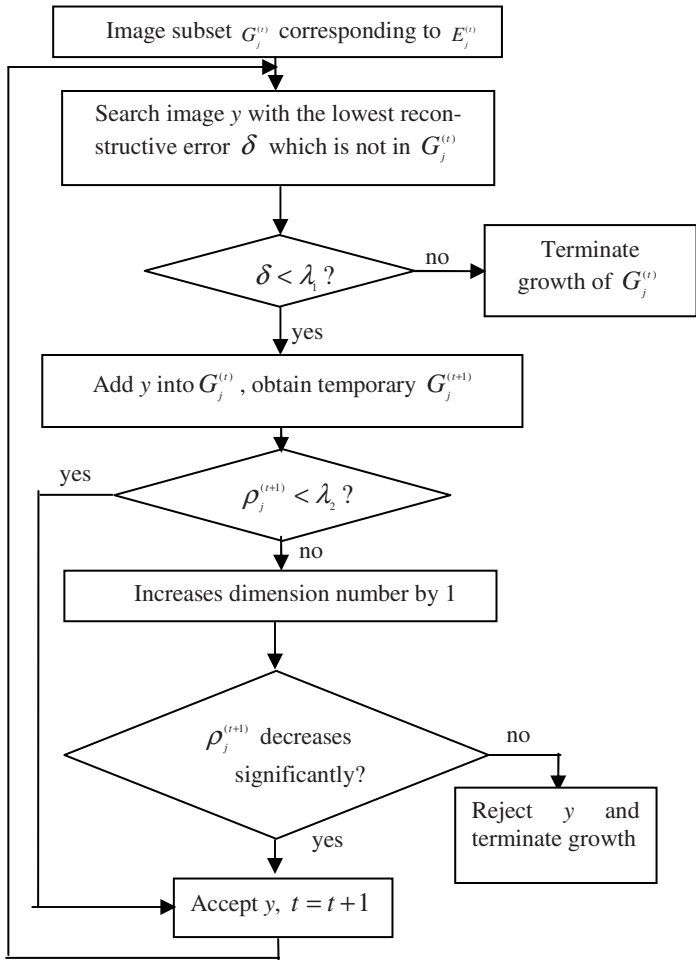 Image subset G_j^(t) corresponding to E_j^(t)
Search image y with the lowest recon-
structive error δ which is not in G_j^(t)
δ < λ_1 ?
no
Terminate
growth of G_j^(t)
yes
Add y into G_j^(t) , obtain temporary G_j^(t+1)
yes
ρ_j^(t+1) < λ_2 ?
no
Increases dimension number by 1
ρ_j^(t+1) decreases
significantly?
no
Reject y and
terminate growth
yes
Accept y, t = t + 1